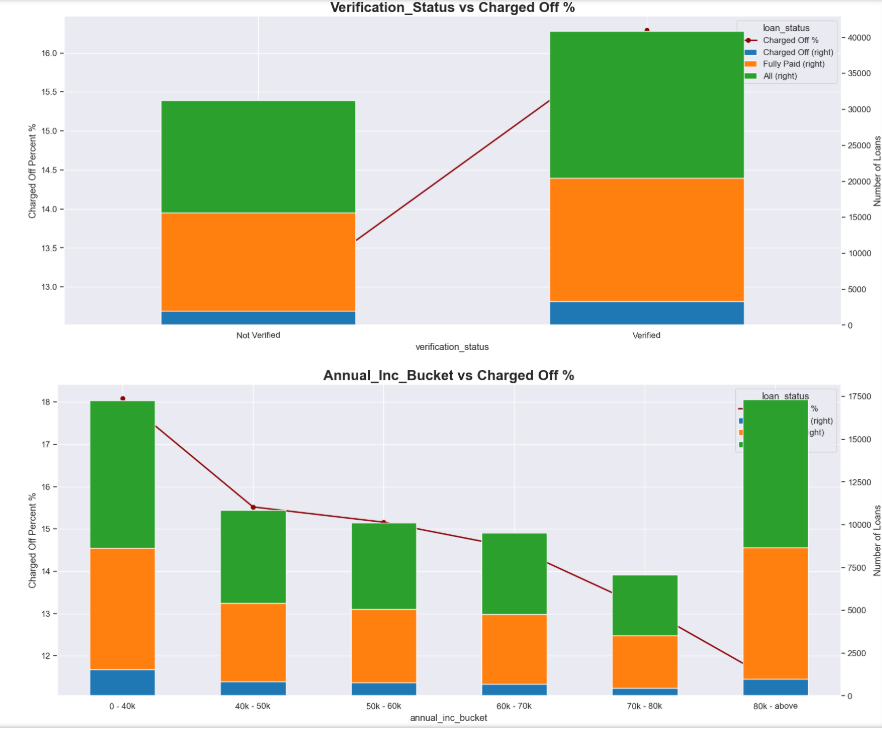 Verification_Status vs Charged Off %
loan_status
Charged Off %
Charged Off (right)
Fully Paid (right)
All (right)
Charged Off Percent %
16.0
15.5
15.0
14.5
14.0
13.5
13.0
40000
35000
30000
25000
20000
15000
10000
5000
0
Number of Loans
Not Verified
Verified
verification_status
Annual_Inc_Bucket vs Charged Off %
loan_status
%
(right)
ght)
Charged Off Percent %
18
17
16
15
14
13
12
17500
15000
12500
10000
7500
5000
2500
0
Number of Loans
0 - 40k
40k - 50k
50k - 60k
60k - 70k
70k - 80k
80k - above
annual_inc_bucket